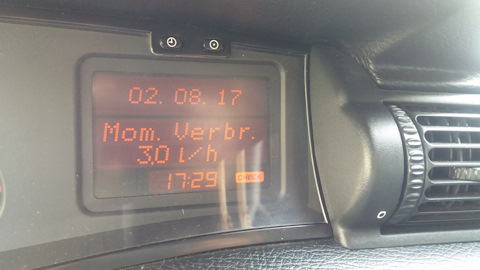 02. 08. 17
Mom. Verbr.
3.0 l/h
17:29 CHECK